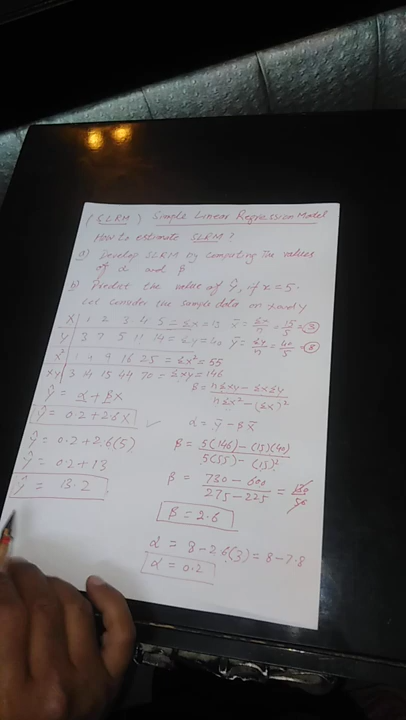 (SLRM) Simple Linear Regression Model
How to estimate SLRM?
a) Develop SLRM by computing the values
of α and β
b) Predict the value of Ŷ, if x = 5.
Let consider the sample data on x and y
X | 1 2 3 4 5 = Σx = 15 x̄ = Σx/n = 15/5 = 3
Y | 3 7 5 11 14 = Σy = 40 ȳ = Σy/n = 40/5 = 8
X² | 1 4 9 16 25 = Σx² = 55
XY | 3 14 15 44 70 = Σxy = 146
Ŷ = α + βX
Ŷ = 0.2 + 2.6X
Ŷ = 0.2 + 2.6(5)
Ŷ = 0.2 + 13
Ŷ = 13.2
β = nΣxy - ΣxΣy / nΣx² - (Σx)²
α = ȳ - βx̄
β = 5(146) - (15)(40) / 5(55) - (15)²
β = 730 - 600 / 275 - 225 = 130/50
β = 2.6
α = 8 - 2.6(3) = 8 - 7.8
α = 0.2